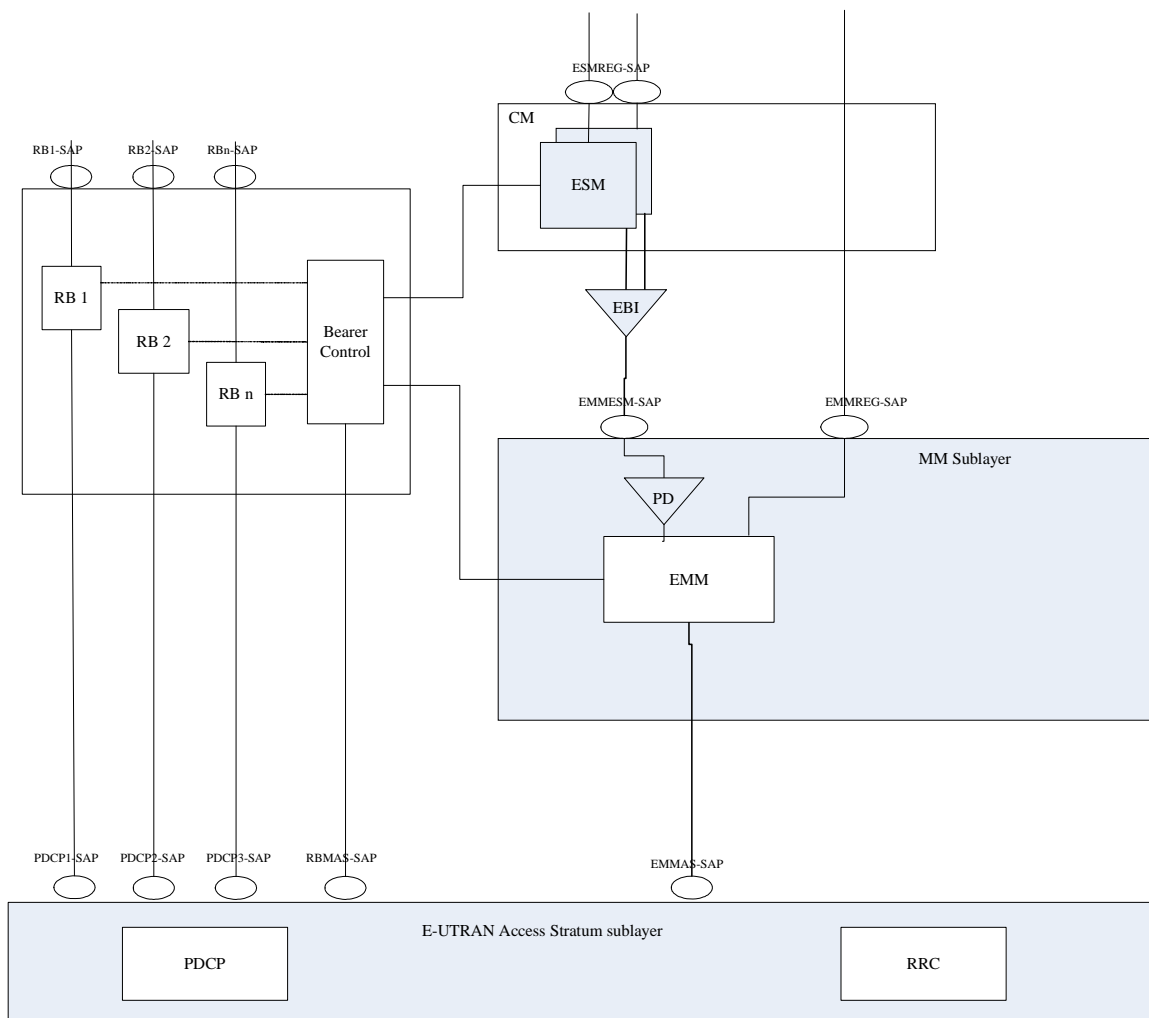 ESMREG-SAP
CM
RB1-SAP
RB2-SAP
RBn-SAP
ESM
RB 1
EBI
RB 2
Bearer
Control
RB n
EMMESM-SAP
EMMREG-SAP
MM Sublayer
PD
EMM
PDCP1-SAP
PDCP2-SAP
PDCP3-SAP
RBMAS-SAP
EMMAS-SAP
E-UTRAN Access Stratum sublayer
PDCP
RRC